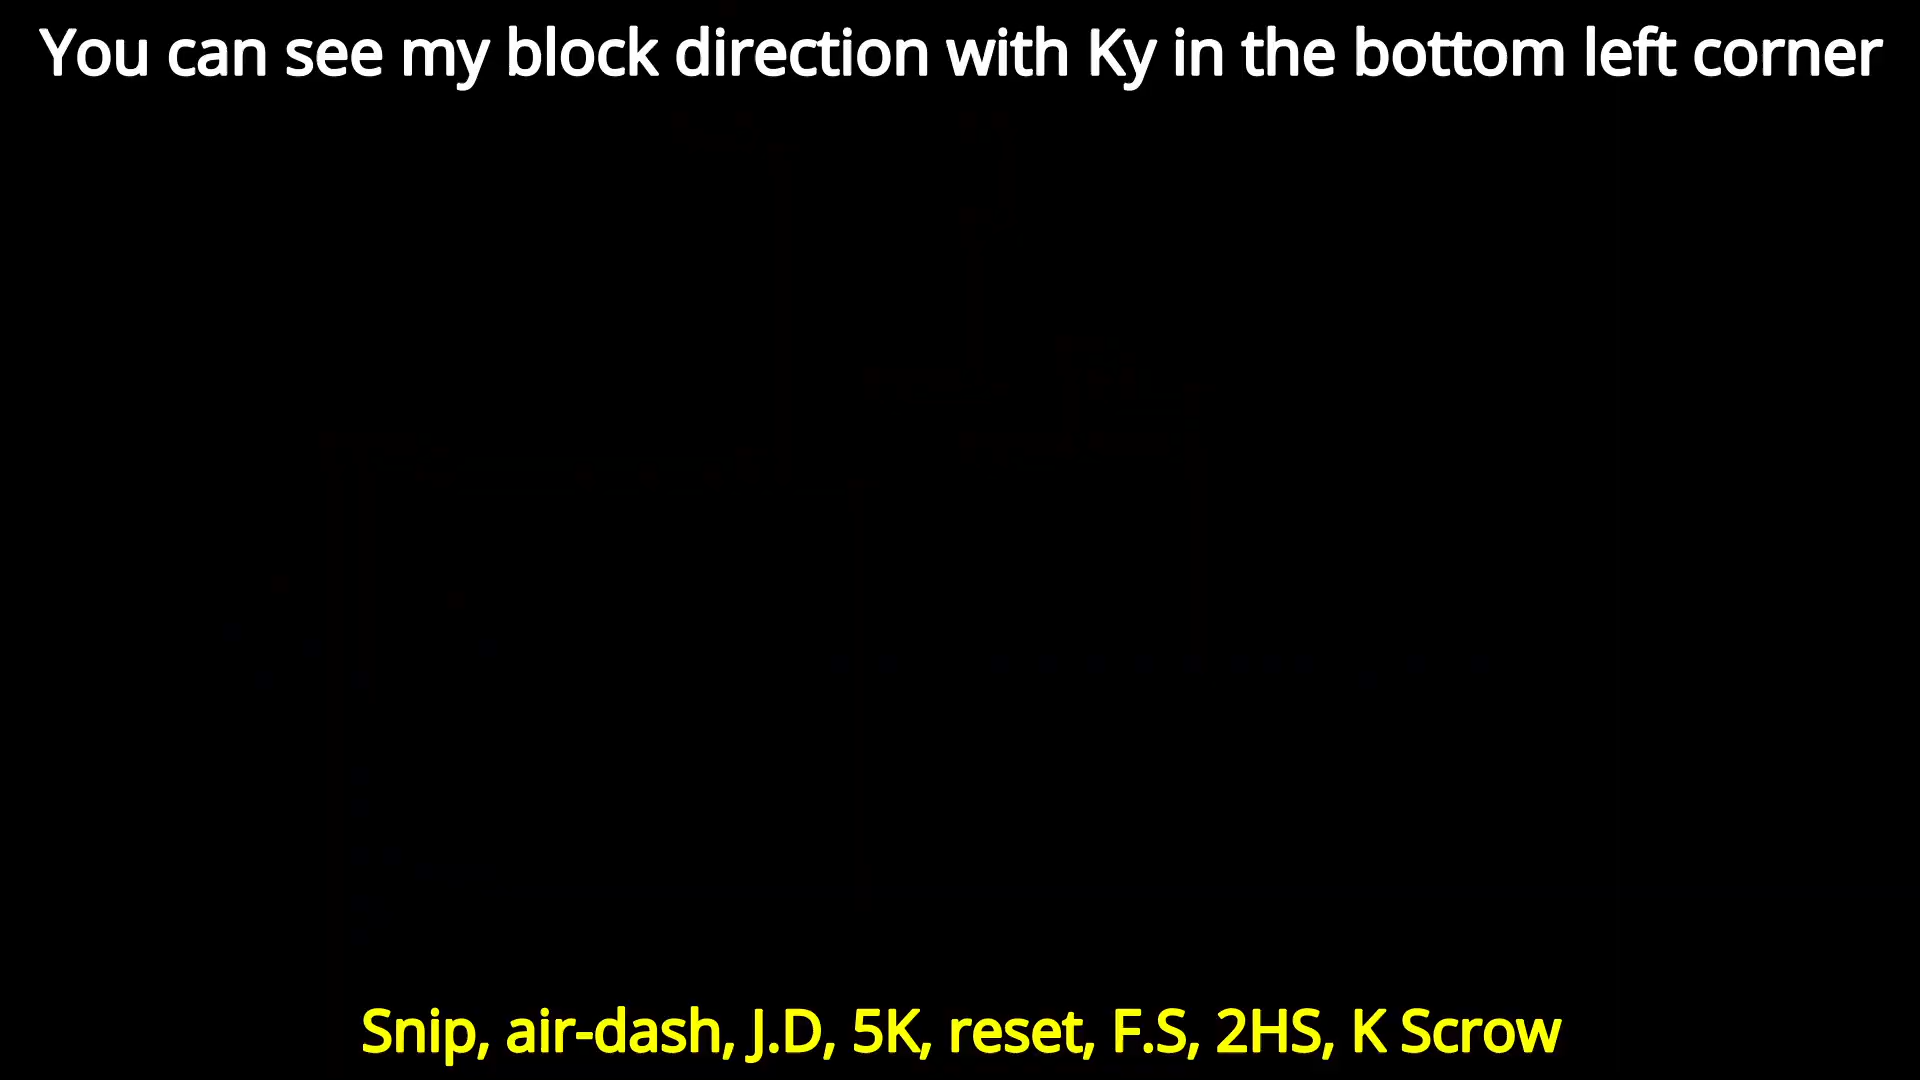 You can see my block direction with Ky in the bottom left corner
Snip, air-dash, J.D, 5K, reset, F.S, 2HS, K Scrow